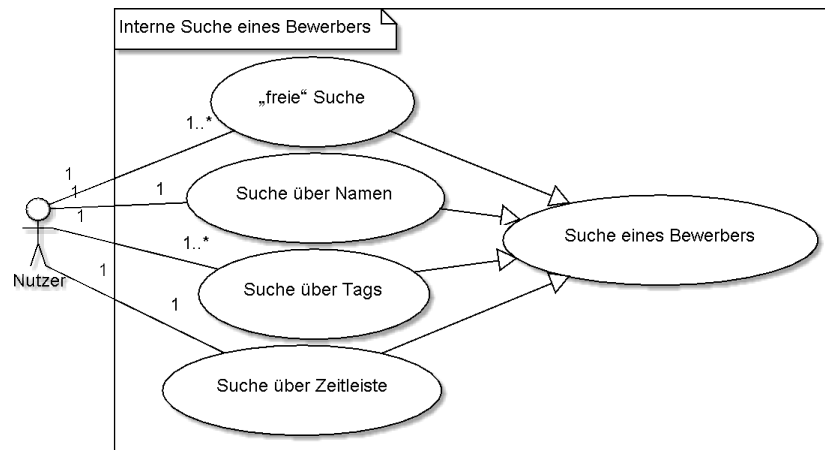 Interne Suche eines Bewerbers
„freie“ Suche
1..*
1
1
1
Suche über Namen
1
Suche eines Bewerbers
1..*
Nutzer
1
Suche über Tags
1
Suche über Zeitleiste